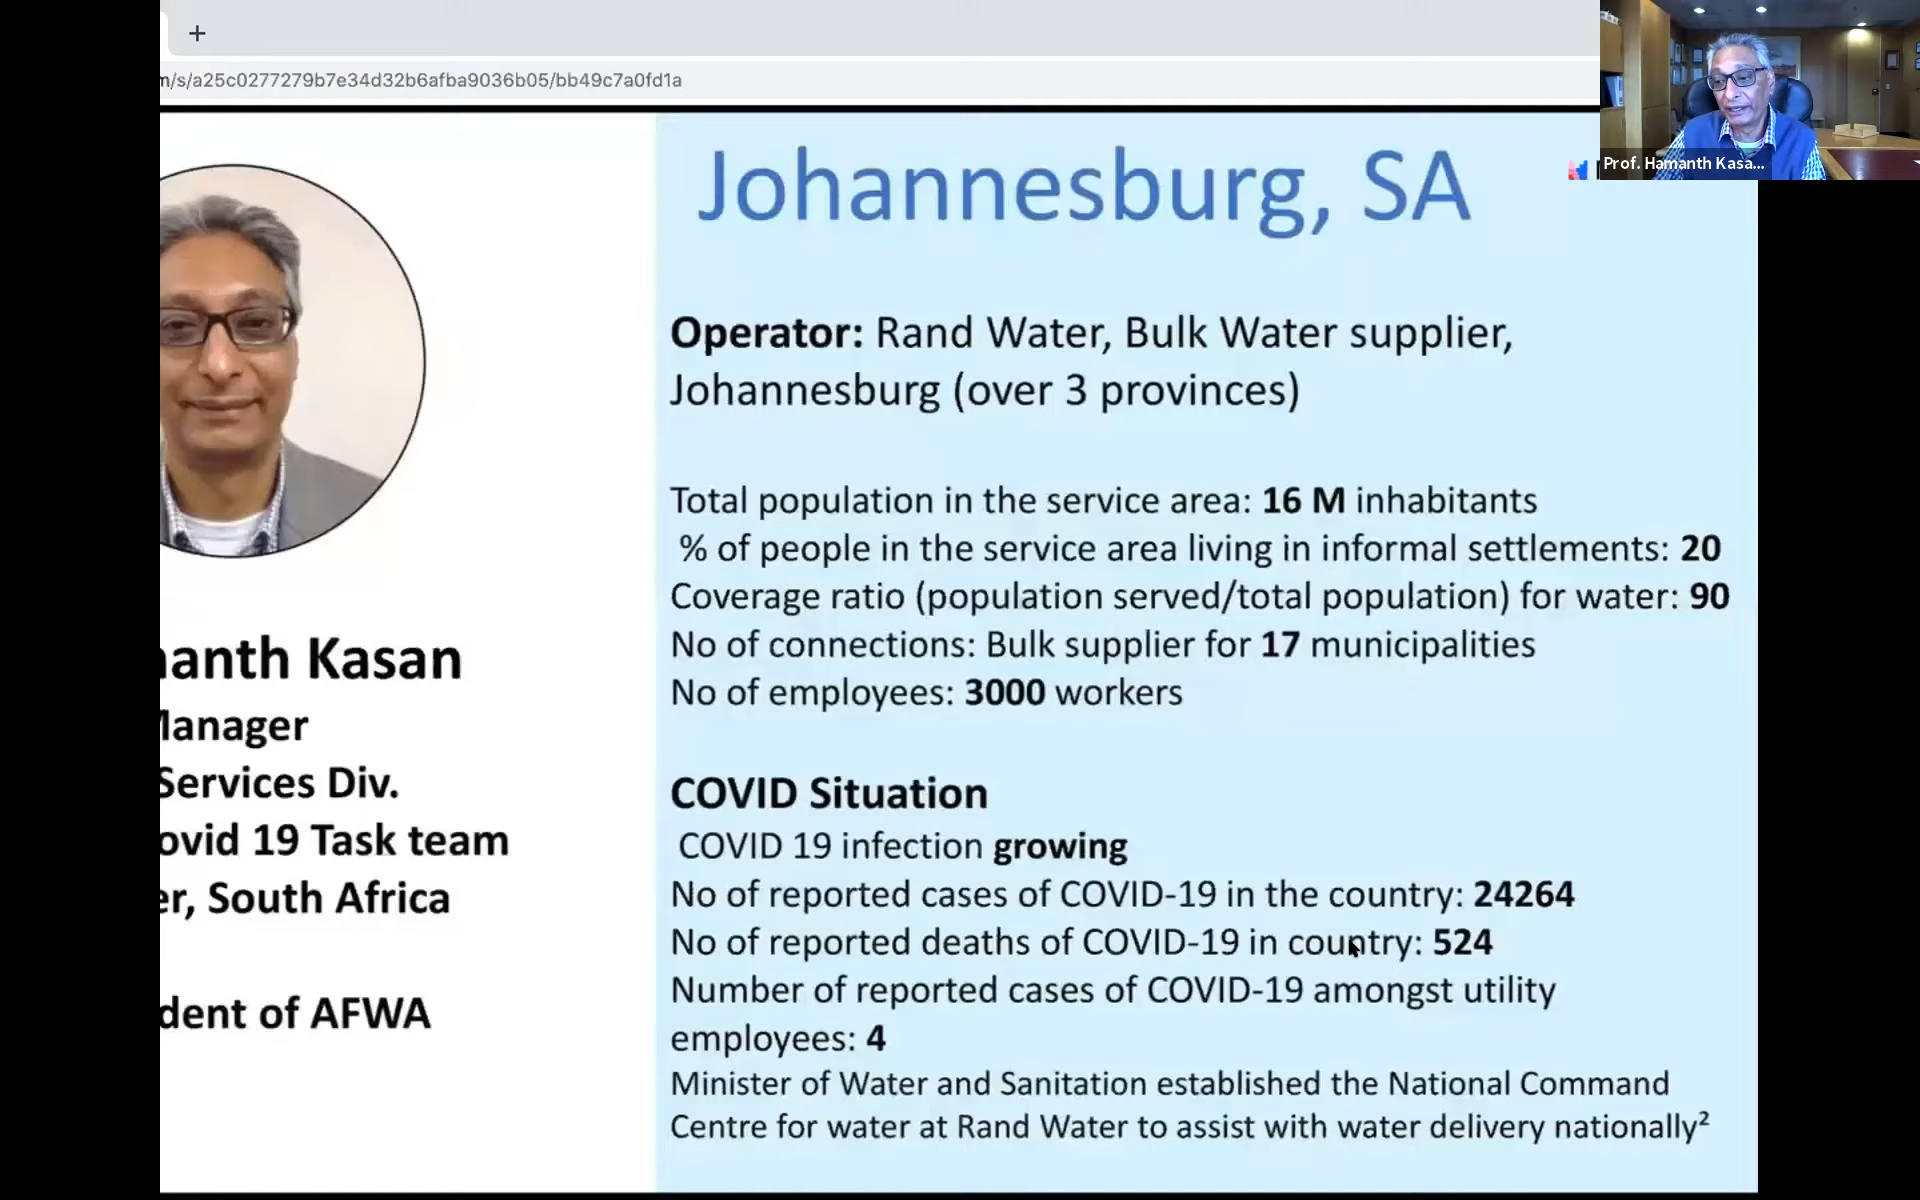 +
m/s/a25c0277279b7e34d32b6afba9036b05/bb49c7a0fd1a
Prof. Hamanth Kasa...
Johannesburg, SA
Operator: Rand Water, Bulk Water supplier,
Johannesburg (over 3 provinces)
Total population in the service area: 16 M inhabitants
% of people in the service area living in informal settlements: 20
Coverage ratio (population served/total population) for water: 90
No of connections: Bulk supplier for 17 municipalities
No of employees: 3000 workers
COVID Situation
COVID 19 infection growing
No of reported cases of COVID-19 in the country: 24264
No of reported deaths of COVID-19 in country: 524
Number of reported cases of COVID-19 amongst utility
employees: 4
Minister of Water and Sanitation established the National Command
Centre for water at Rand Water to assist with water delivery nationally²
anth Kasan
Manager
Services Div.
ovid 19 Task team
er, South Africa
dent of AFWA